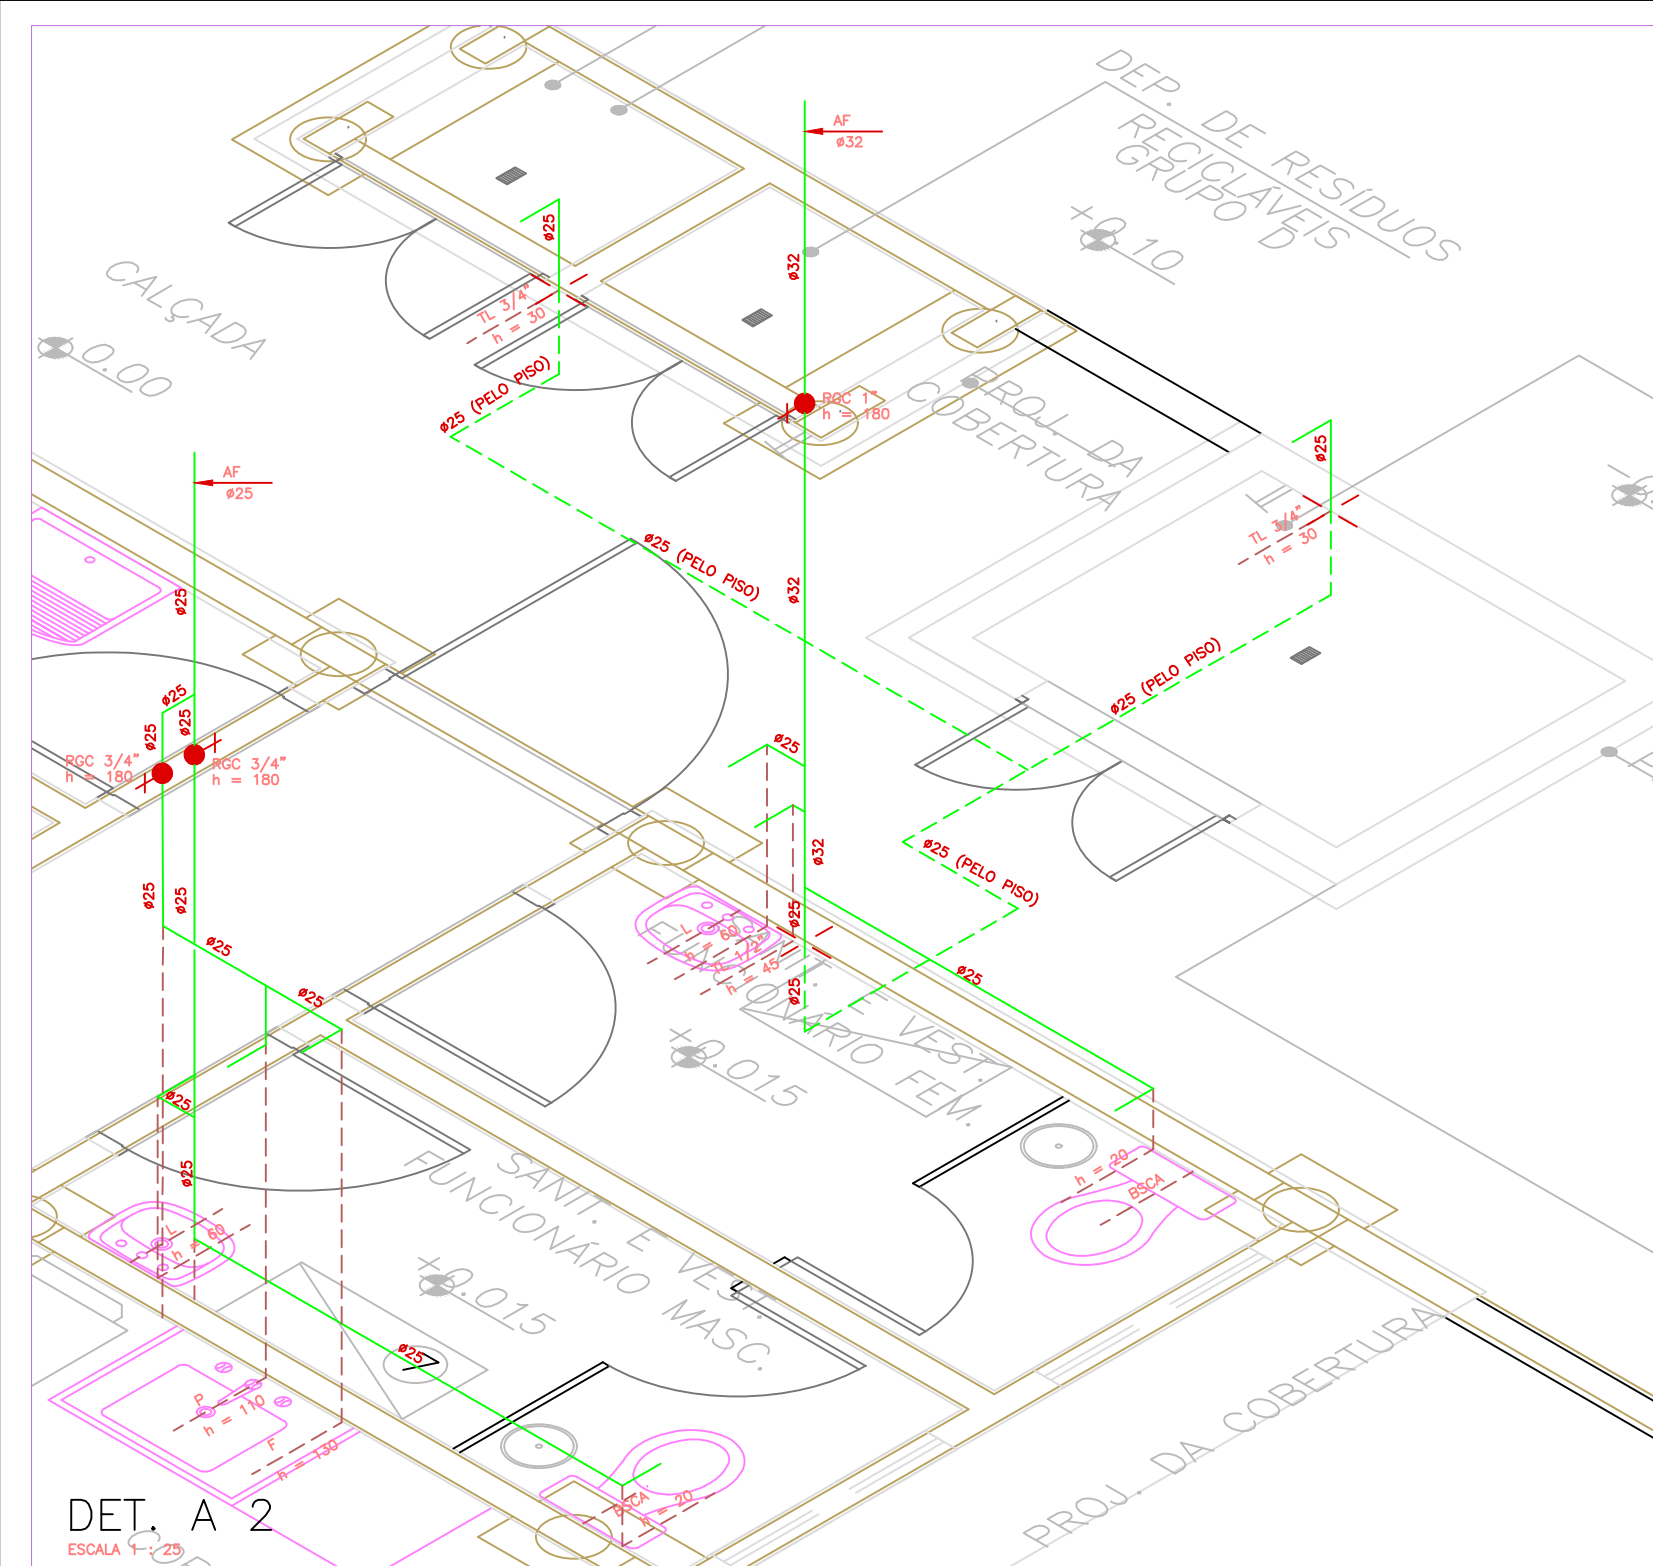 DEP. DE RESÍDUOS
RECICLÁVEIS
GRUPO D
+0.10
AF
ø32
ø25
ø32
CALÇADA
0.00
TL 3/4"
h = 30
ø25 (PELO PISO)
RGC 1"
h = 180
PROJ. DA
COBERTURA
ø25
AF
ø25
TL 3/4"
h = 30
ø25 (PELO PISO)
ø32
ø25
ø25 (PELO PISO)
ø25
ø25
ø25
RGC 3/4"
h = 180
RGC 3/4"
h = 180
ø25
ø32
ø25 (PELO PISO)
ø25
ø25
ø25
ø25
L
h = 60
TL 1/2"
h = 45
SANIT. E VEST.
FUNCIONÁRIO FEM.
ø25
ø25
ø25
+0.015
ø25
ø25
h = 20
BSCA
SANIT. E VEST.
FUNCIONÁRIO MASC.
L
h = 60
+0.015
ø25
P
h = 110
F
h = 130
BSCA
h = 20
PROJ. DA COBERTURA
DET. A 2
ESCALA 1 : 25